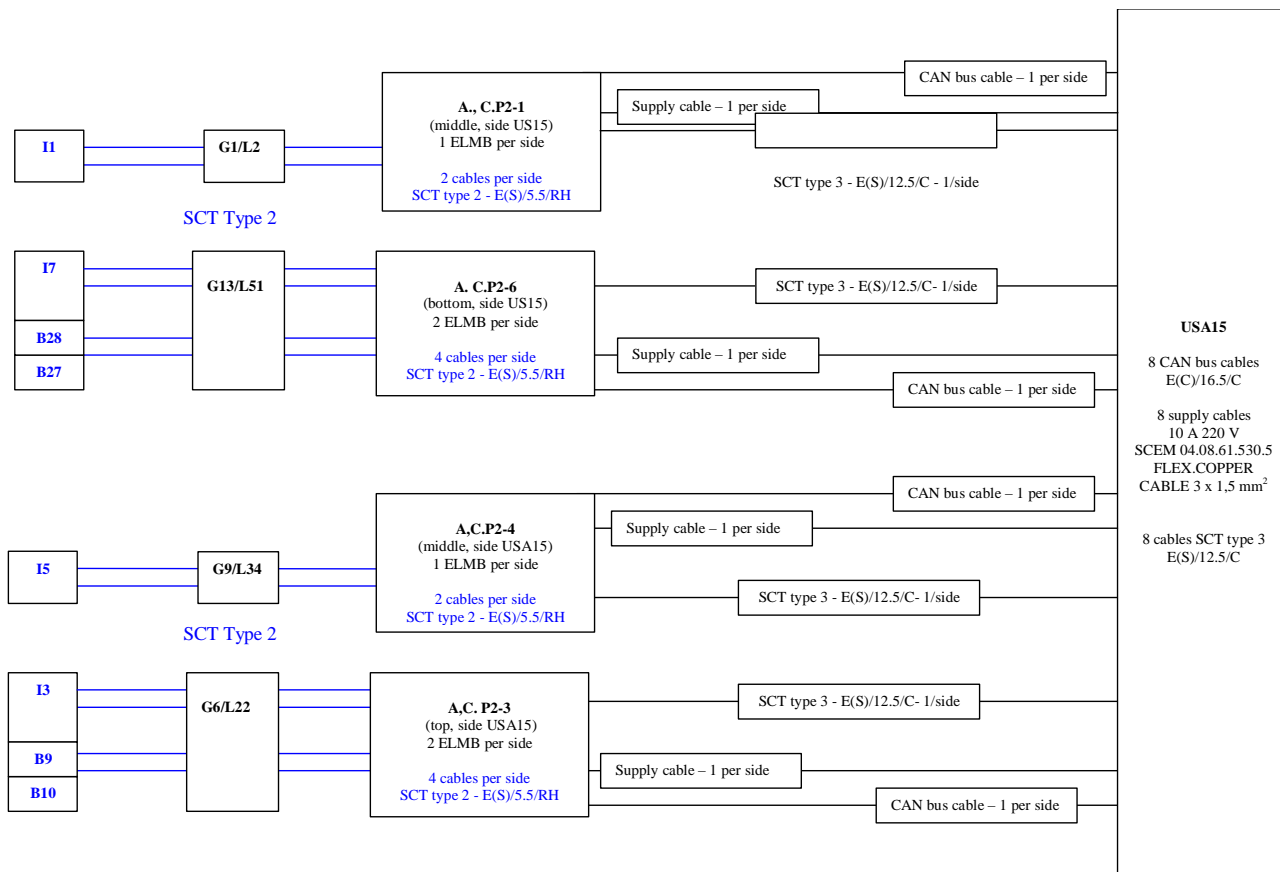 CAN bus cable – 1 per side
A., C.P2-1
(middle, side US15)
1 ELMB per side
2 cables per side
SCT type 2 - E(S)/5.5/RH
Supply cable – 1 per side
I1
G1/L2
SCT type 3 - E(S)/12.5/C - 1/side
SCT Type 2
I7
B28
B27
G13/L51
A. C.P2-6
(bottom, side US15)
2 ELMB per side
4 cables per side
SCT type 2 - E(S)/5.5/RH
SCT type 3 - E(S)/12.5/C- 1/side
Supply cable – 1 per side
CAN bus cable – 1 per side
USA15
8 CAN bus cables
E(C)/16.5/C
8 supply cables
10 A 220 V
SCEM 04.08.61.530.5
FLEX.COPPER
CABLE 3 x 1,5 mm²
8 cables SCT type 3
E(S)/12.5/C
CAN bus cable – 1 per side
A,C.P2-4
(middle, side USA15)
1 ELMB per side
2 cables per side
SCT type 2 - E(S)/5.5/RH
Supply cable – 1 per side
I5
G9/L34
SCT type 3 - E(S)/12.5/C- 1/side
SCT Type 2
I3
B9
B10
G6/L22
A,C. P2-3
(top, side USA15)
2 ELMB per side
4 cables per side
SCT type 2 - E(S)/5.5/RH
SCT type 3 - E(S)/12.5/C- 1/side
Supply cable – 1 per side
CAN bus cable – 1 per side